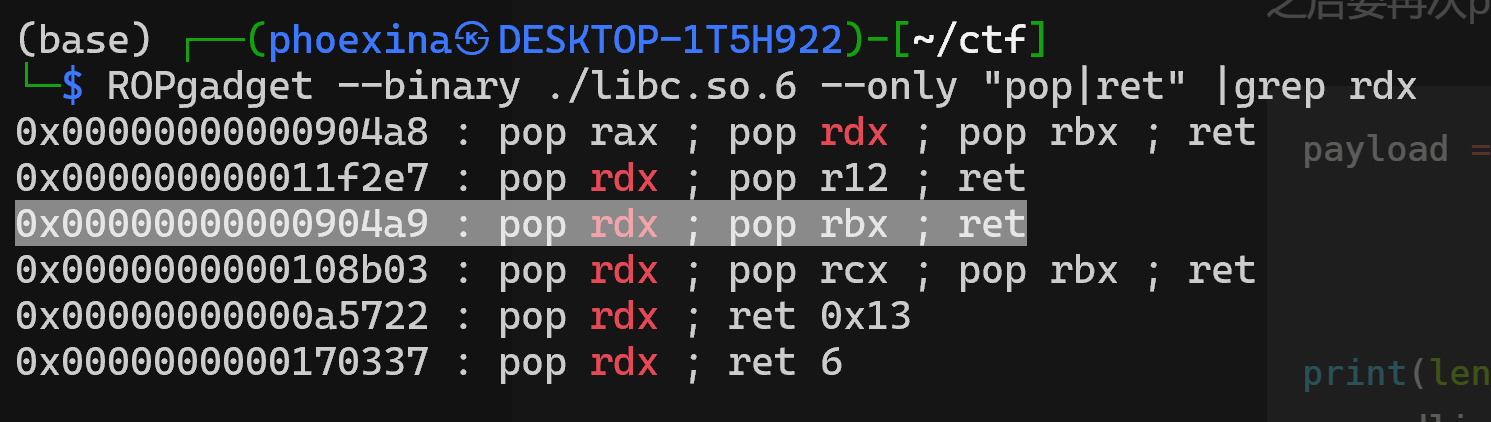 (base) ┌──(phoexina㉿DESKTOP-1T5H922)-[~/ctf]
└─$ ROPgadget --binary ./libc.so.6 --only "pop|ret" |grep rdx
0x00000000000904a8 : pop rax ; pop rdx ; pop rbx ; ret
0x000000000011f2e7 : pop rdx ; pop r12 ; ret
0x00000000000904a9 : pop rdx ; pop rbx ; ret
0x0000000000108b03 : pop rdx ; pop rcx ; pop rbx ; ret
0x00000000000a5722 : pop rdx ; ret 0x13
0x0000000000170337 : pop rdx ; ret 6
之后要再次p
payload =
print(len